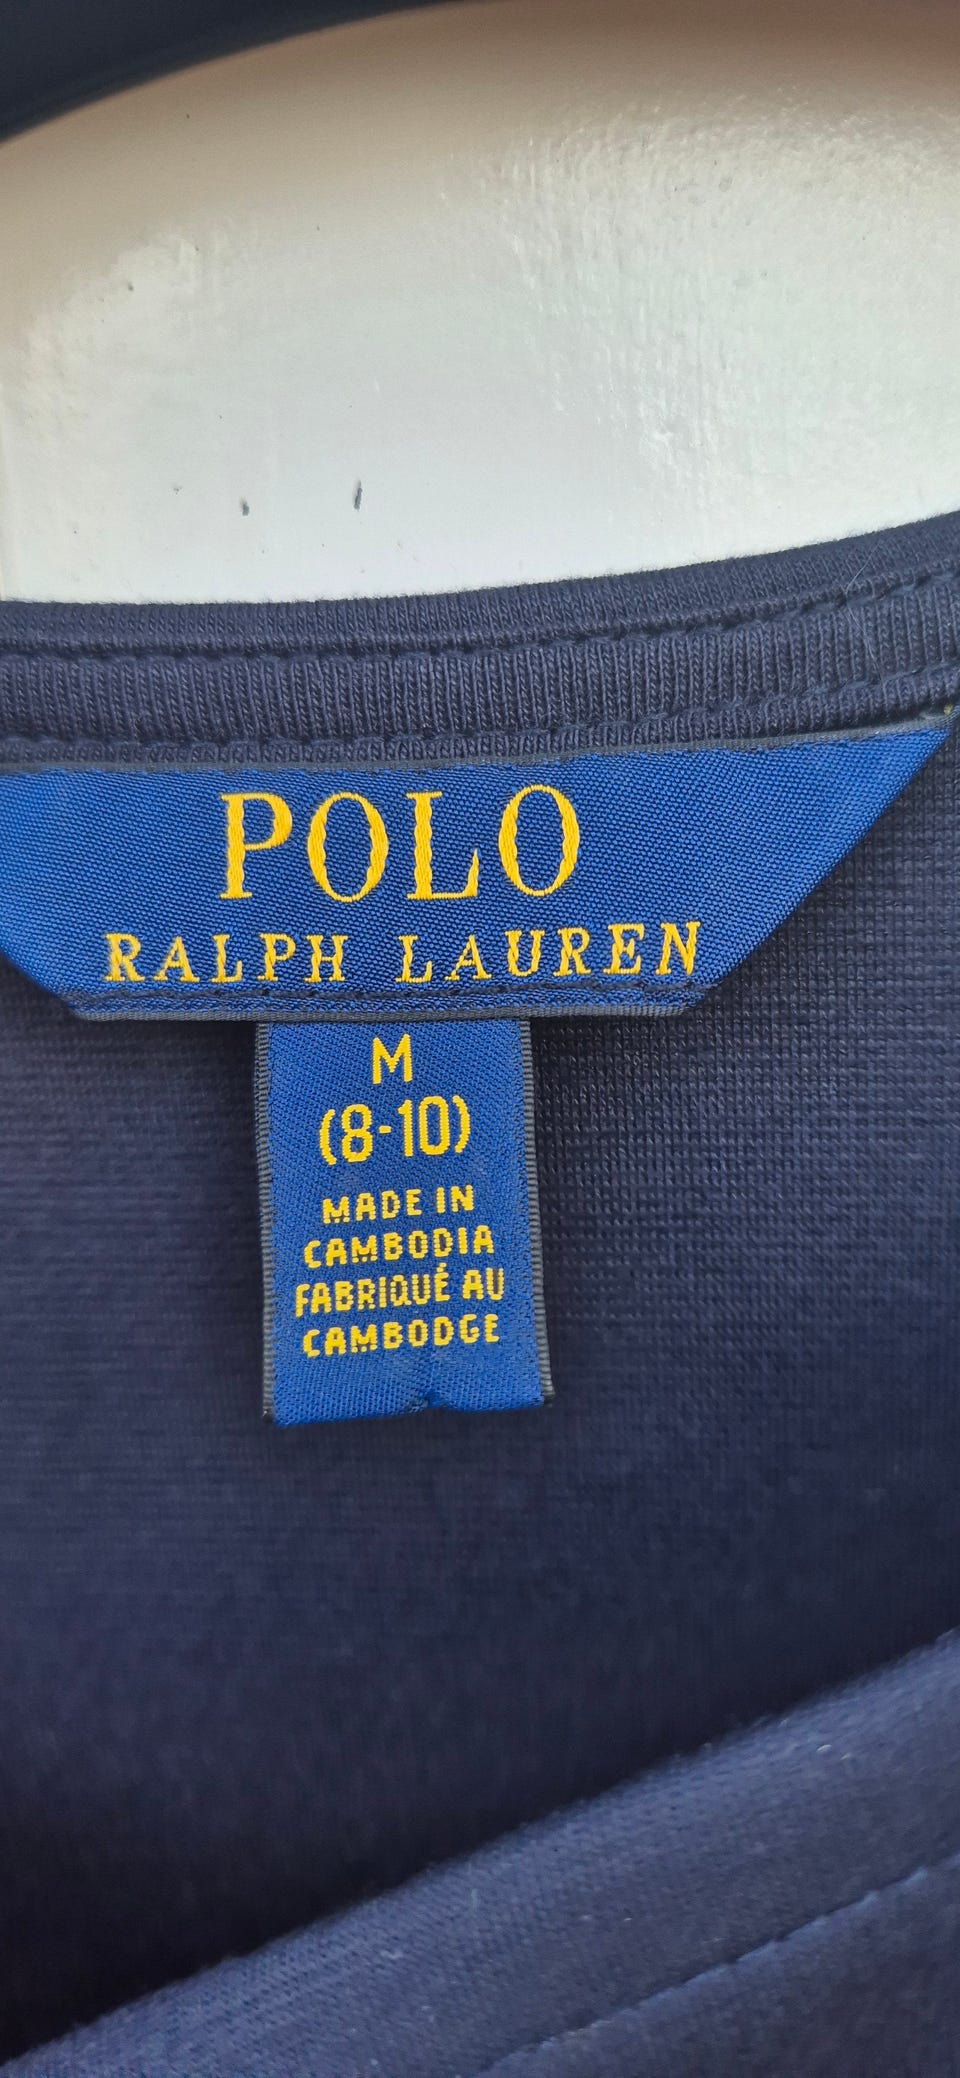 POLO
RALPH LAUREN
M
(8-10)
MADE IN
CAMBODIA
FABRIQUÉ AU
CAMBODGE